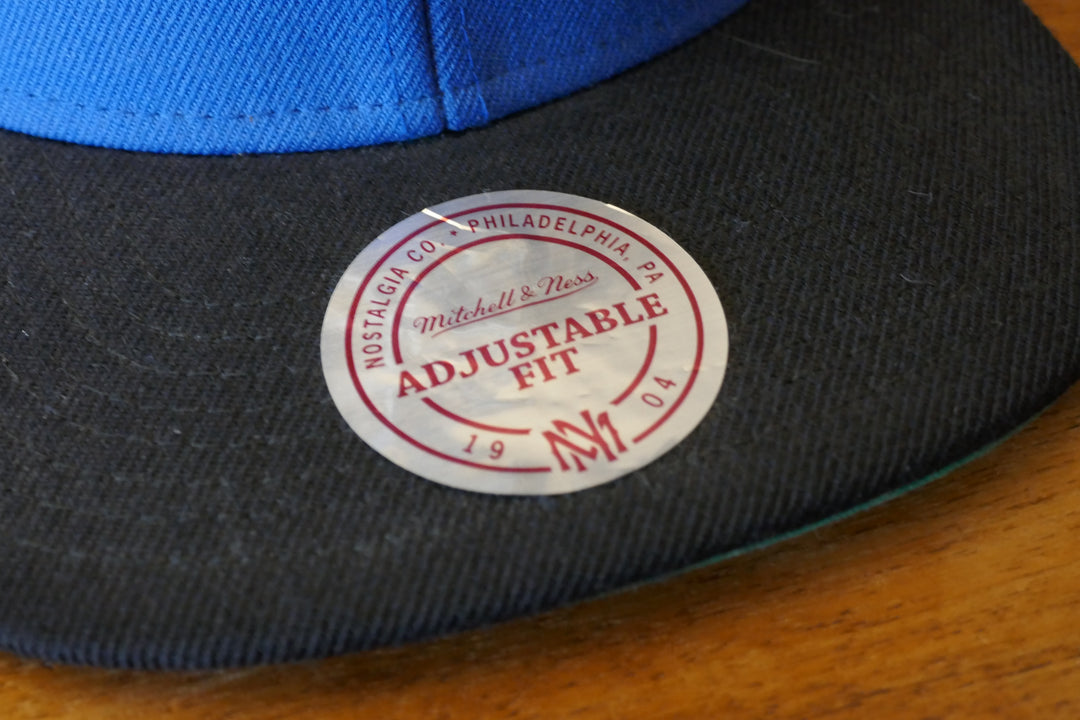 NOSTALGIA CO. * PHILADELPHIA, PA
Mitchell & Ness
ADJUSTABLE
FIT
19 04